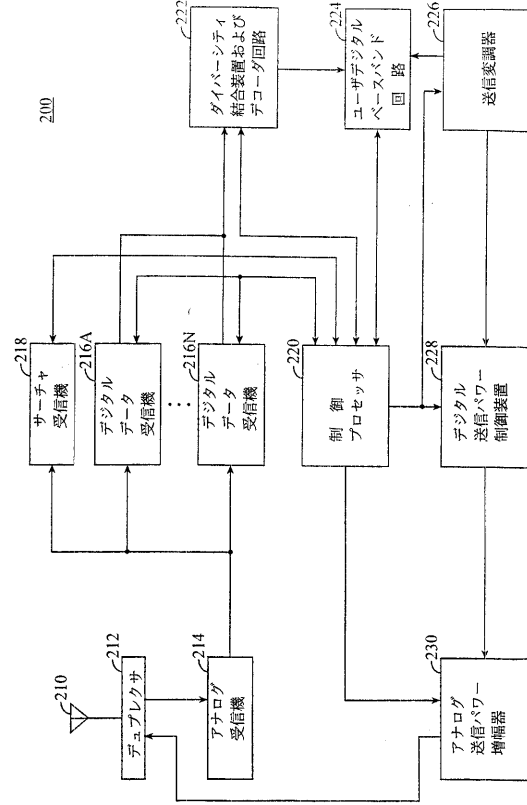 200
210
212
デュプレクサ
214
アナログ
受信機
218
サーチャ
受信機
216A
デジタル
データ
受信機
216N
デジタル
データ
受信機
220
制 御
プロセッサ
222
ダイバーシティ
結合装置および
デコーダ回路
224
ユーザデジタル
ベースバンド
回 路
226
送信変調器
228
デジタル
送信パワー
制御装置
230
アナログ
送信パワー
増幅器